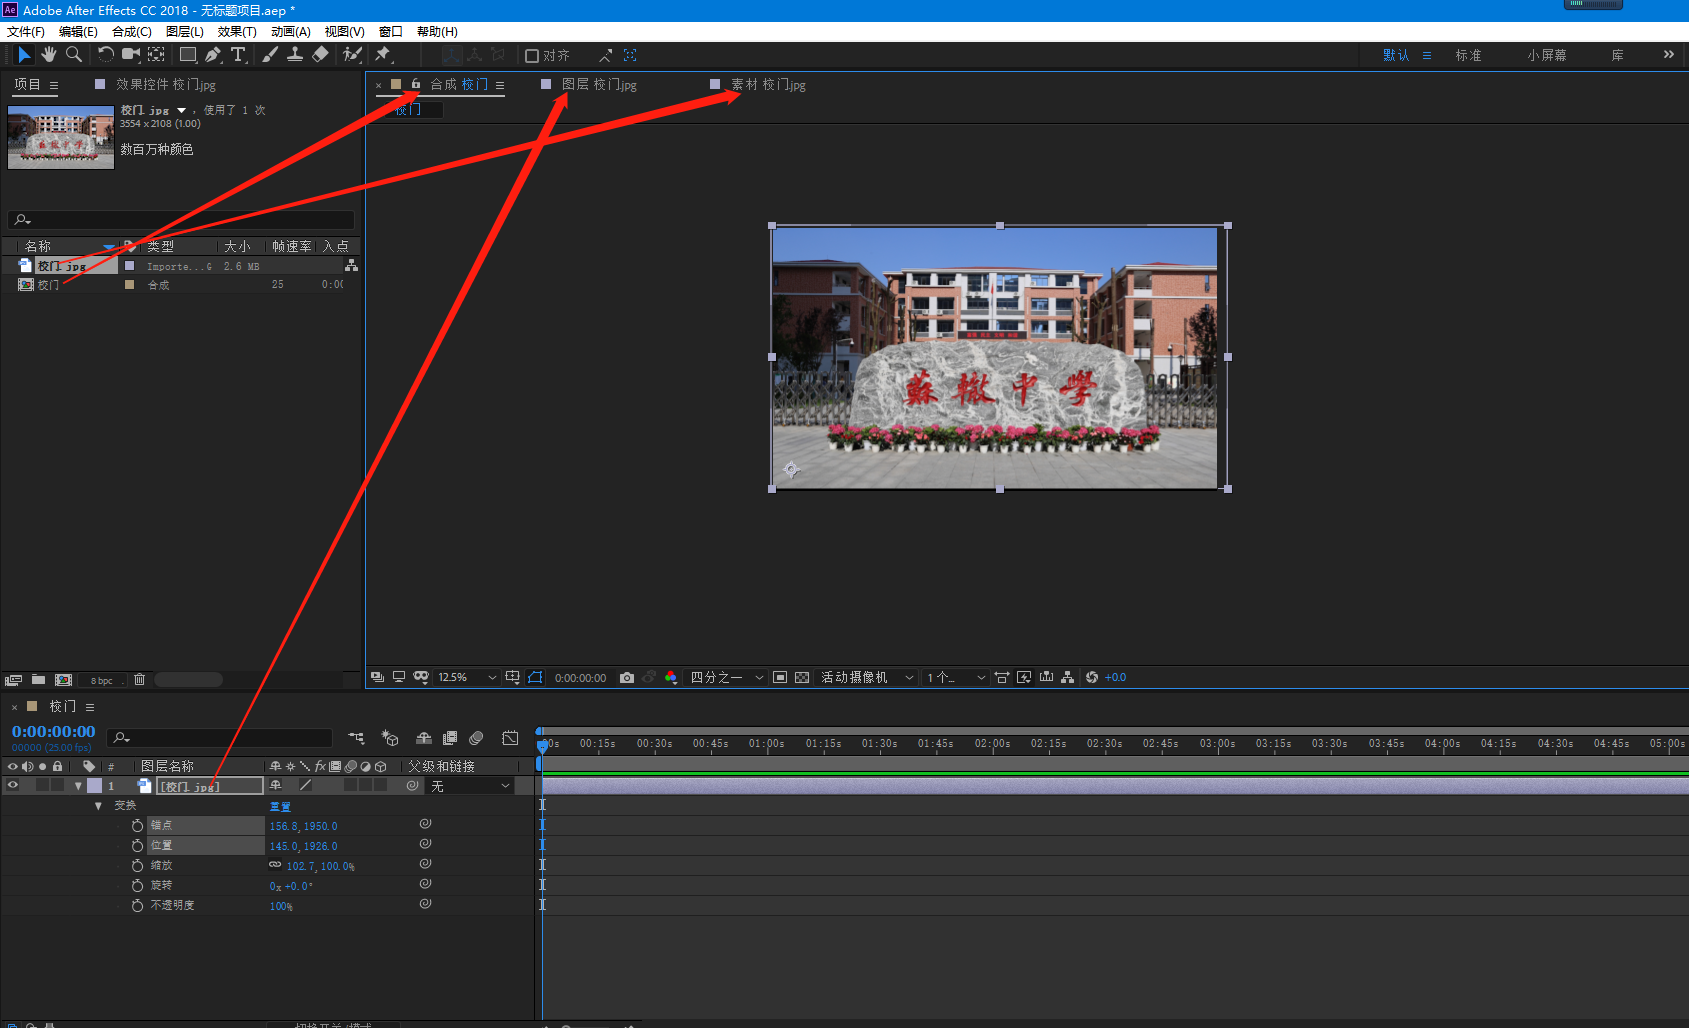 Ae Adobe After Effects CC 2018 - 无标题项目.aep *
文件(F) 编辑(E) 合成(C) 图层(L) 效果(T) 动画(A) 视图(V) 窗口 帮助(H)
对齐 默认 标准 小屏幕 库 »
项目 效果控件 校门.jpg
× 合成 校门 图层 校门.jpg 素材 校门.jpg
校门
校门.jpg ，使用了 1 次
3554 x 2108 (1.00)
数百万种颜色
名称 类型 大小 帧速率 入点
校门.jpg Importe...G 2.6 MB
校门 合成 25 0:00
蘇轍中學
8 bpc
12.5% 0:00:00:00 四分之一 活动摄像机 1个... +0.0
× 校门
0:00:00:00
00000 (25.00 fps)
00s 00:15s 00:30s 00:45s 01:00s 01:15s 01:30s 01:45s 02:00s 02:15s 02:30s 02:45s 03:00s 03:15s 03:30s 03:45s 04:00s 04:15s 04:30s 04:45s 05:00s
# 图层名称 fx 父级和链接
1 [校门.jpg] 无
变换 重置
锚点 156.8, 1950.0
位置 145.0, 1926.0
缩放 102.7, 100.0%
旋转 0x +0.0°
不透明度 100%
切换开关/模式